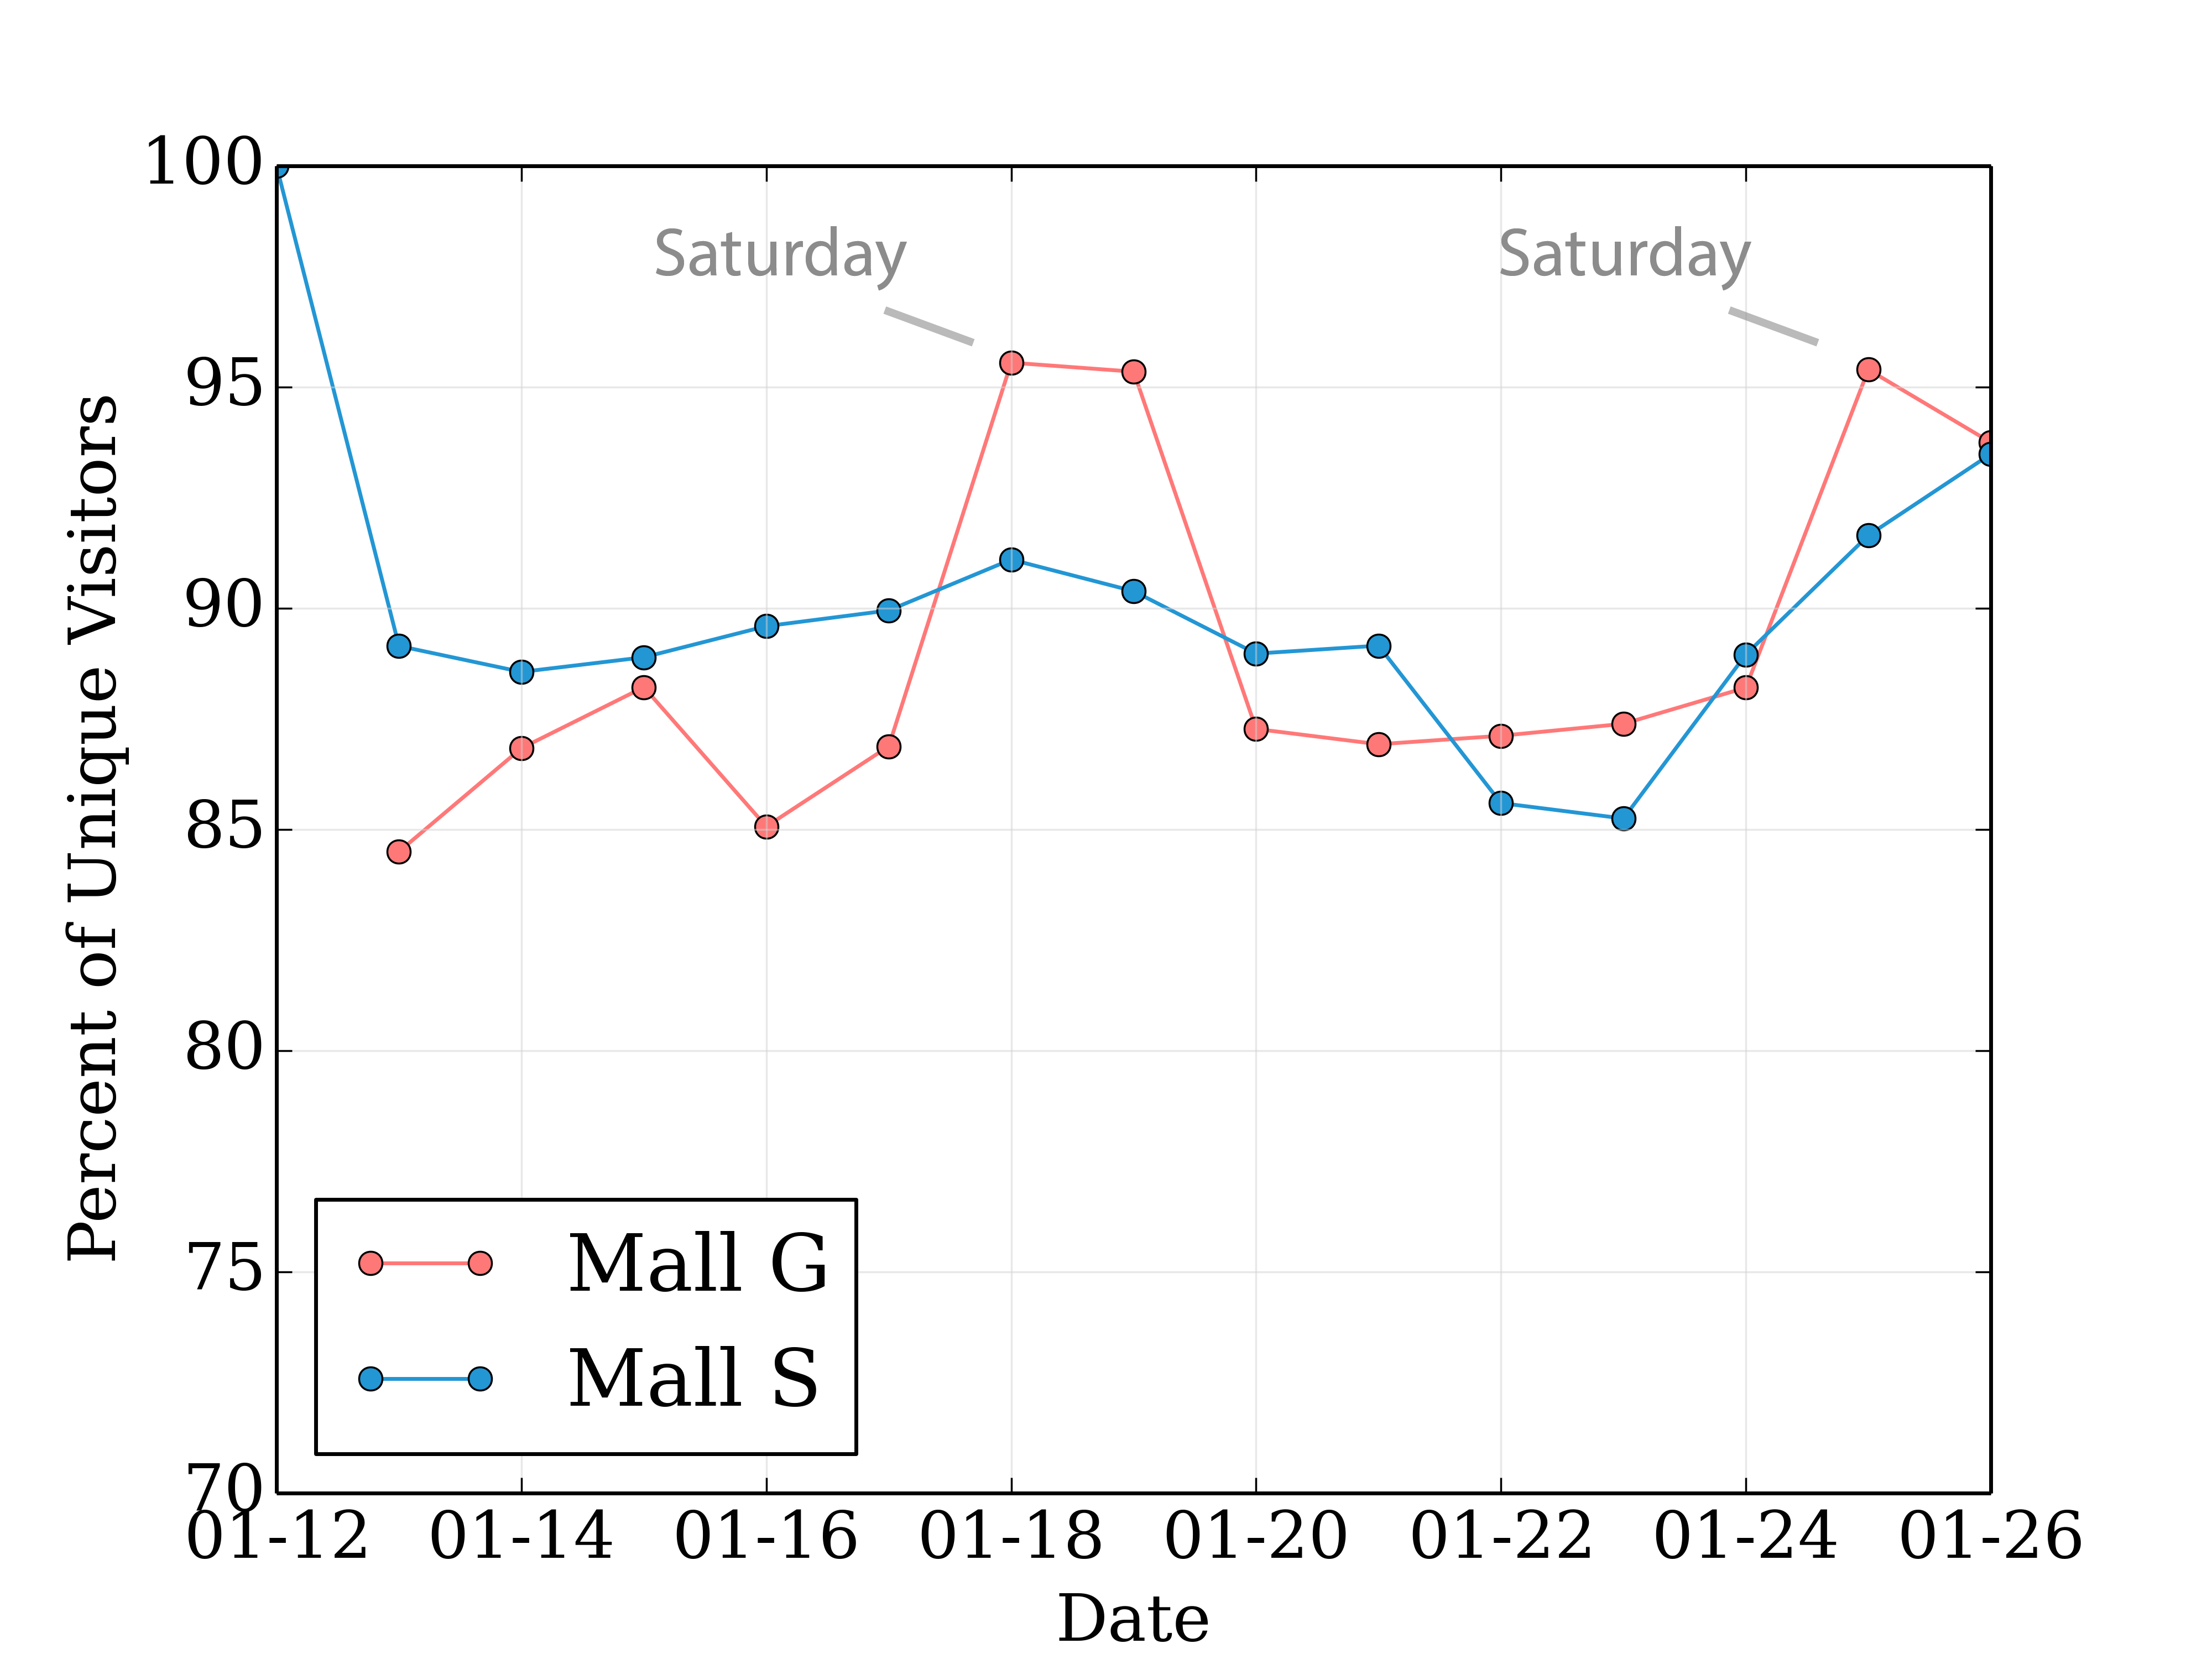 Percent of Unique Visitors
100
95
90
85
80
75
70
Saturday
Saturday
Mall G
Mall S
01-12 01-14 01-16 01-18 01-20 01-22 01-24 01-26
Date